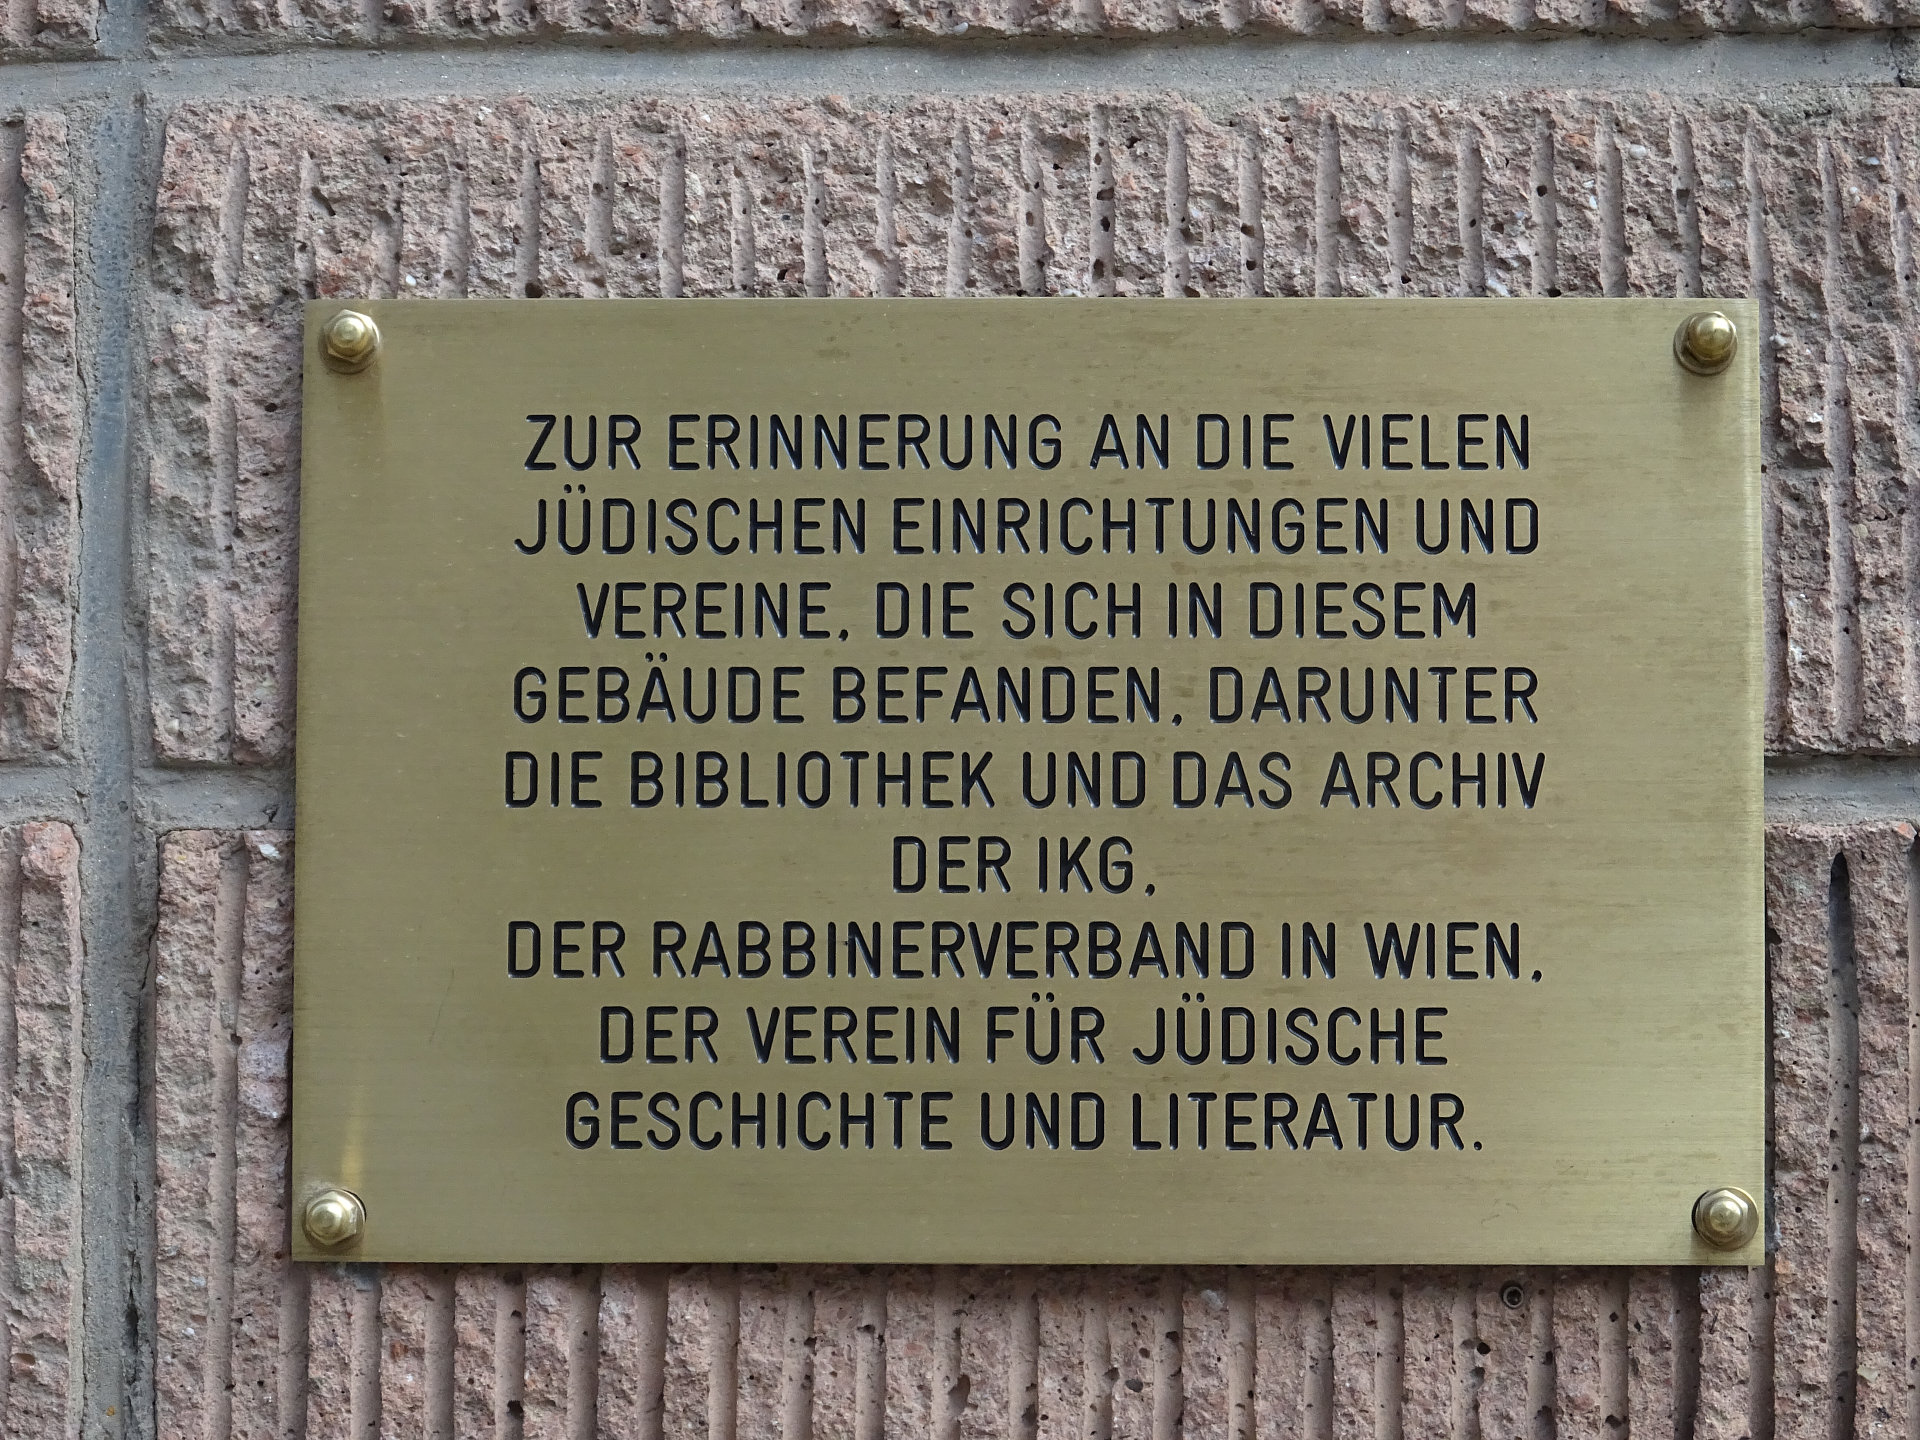 ZUR ERINNERUNG AN DIE VIELEN
JÜDISCHEN EINRICHTUNGEN UND
VEREINE, DIE SICH IN DIESEM
GEBÄUDE BEFANDEN, DARUNTER
DIE BIBLIOTHEK UND DAS ARCHIV
DER IKG,
DER RABBINERVERBAND IN WIEN,
DER VEREIN FÜR JÜDISCHE
GESCHICHTE UND LITERATUR.